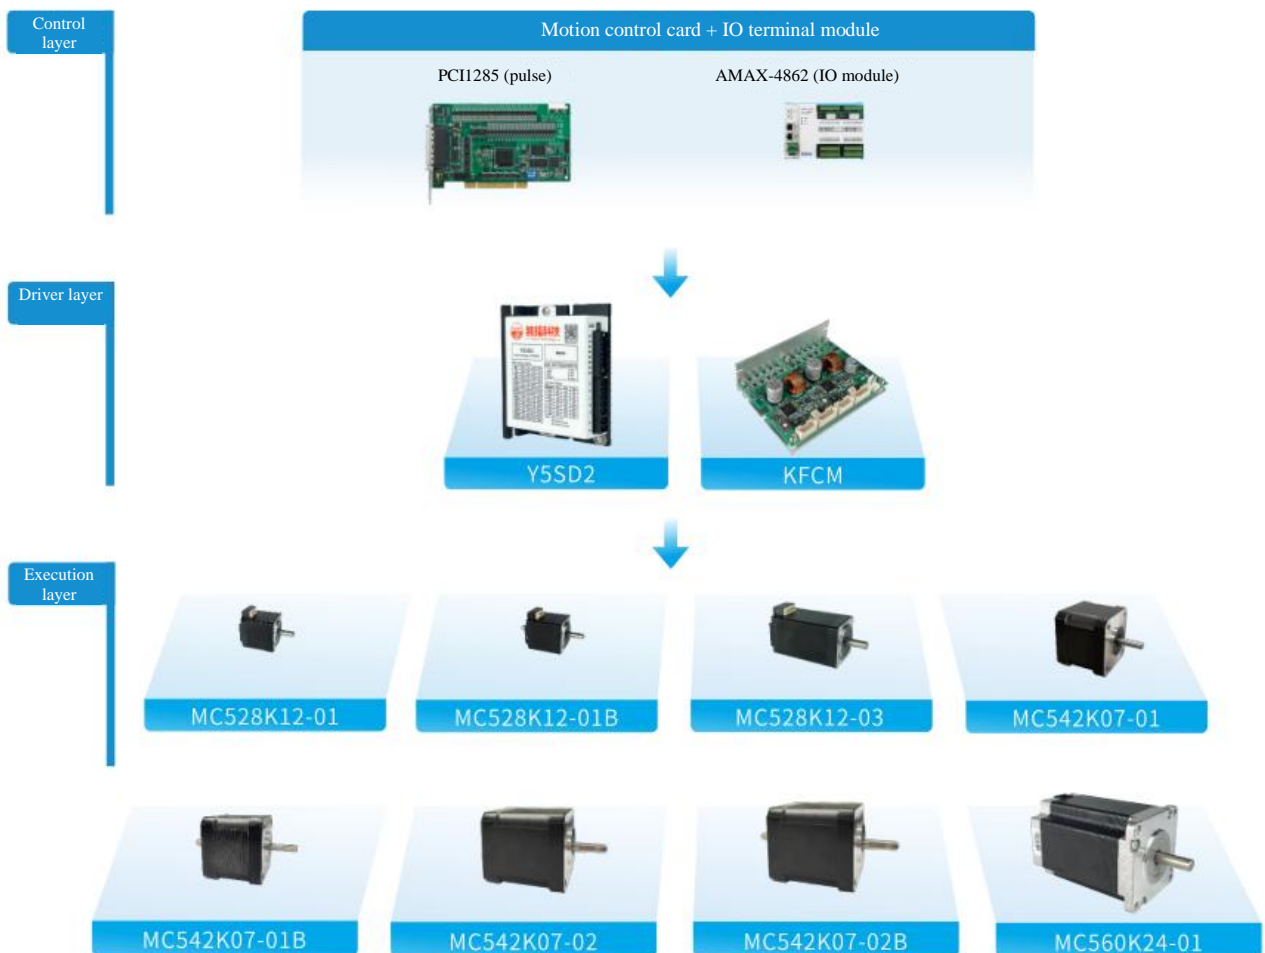 Control
layer
Motion control card + IO terminal module
PCI1285 (pulse)
AMAX-4862 (IO module)
Driver layer
Y5SD2
KFCM
Execution
layer
MC528K12-01
MC528K12-01B
MC528K12-03
MC542K07-01
MC542K07-01B
MC542K07-02
MC542K07-02B
MC560K24-01